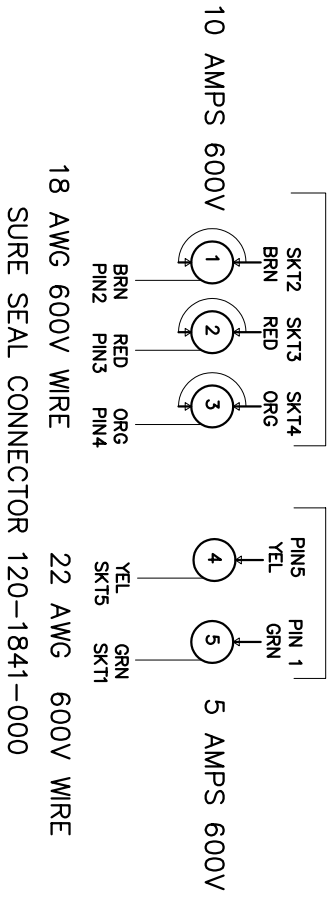 SKT2 SKT3 SKT4 PIN5 PIN 1
BRN RED ORG YEL GRN
10 AMPS 600V 1 2 3 4 5 5 AMPS 600V
BRN RED ORG YEL GRN
PIN2 PIN3 PIN4 SKT5 SKT1
18 AWG 600V WIRE 22 AWG 600V WIRE
SURE SEAL CONNECTOR 120-1841-000